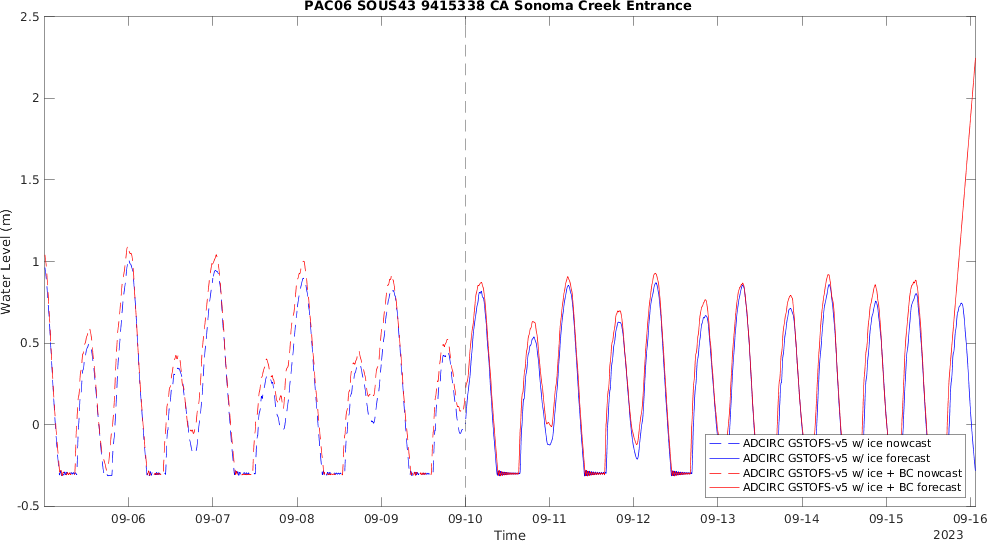 PAC06 SOUS43 9415338 CA Sonoma Creek Entrance
2.5
2
1.5
1
0.5
0
-0.5
Water Level (m)
09-06 09-07 09-08 09-09 09-10 09-11 09-12 09-13 09-14 09-15 09-16
Time
2023
ADCIRC GSTOFS-v5 w/ ice nowcast
ADCIRC GSTOFS-v5 w/ ice forecast
ADCIRC GSTOFS-v5 w/ ice + BC nowcast
ADCIRC GSTOFS-v5 w/ ice + BC forecast